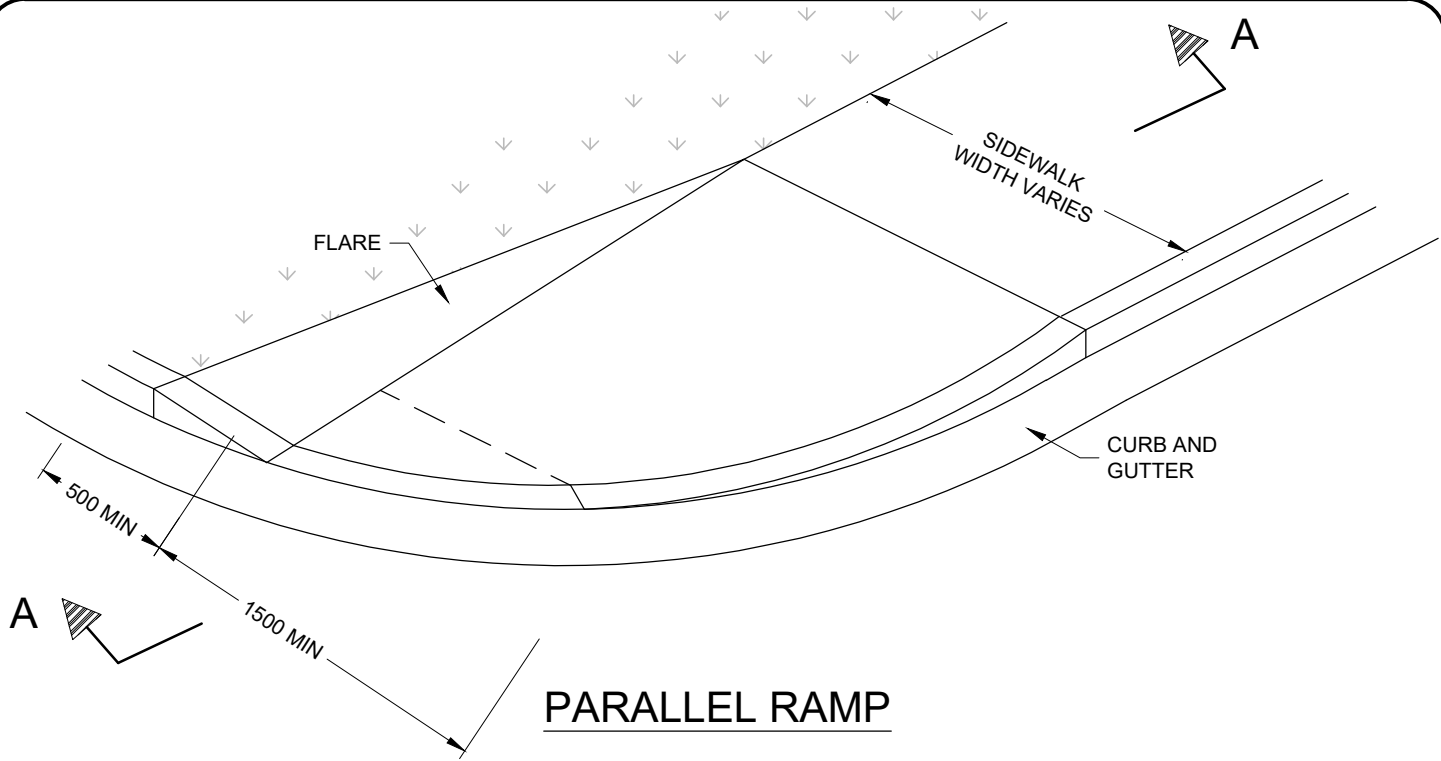 A
SIDEWALK
WIDTH VARIES
FLARE
CURB AND
GUTTER
500 MIN
A
1500 MIN
PARALLEL RAMP